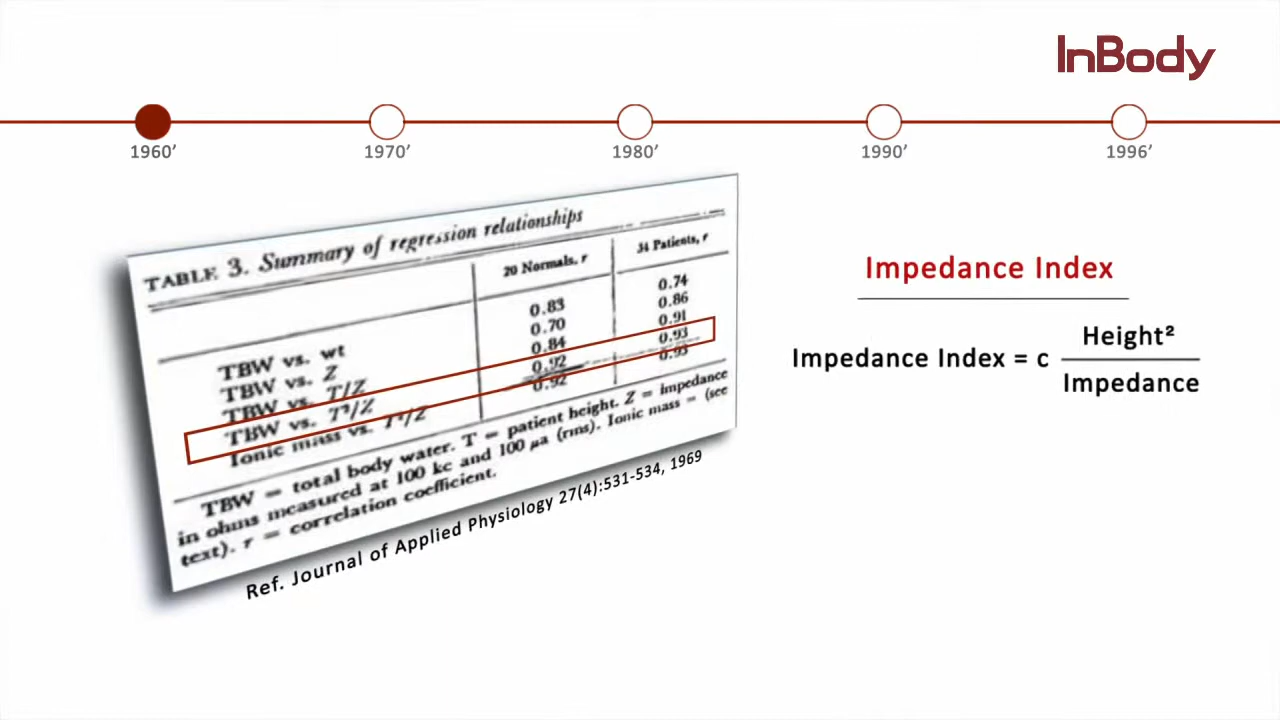 InBody
1960’
1970’
1980’
1990’
1996’
TABLE 3. Summary of regression relationships
20 Normals, r
34 Patients, r
TBW vs. wt 0.83 0.74
TBW vs. Z 0.70 0.86
TBW vs. T/Z 0.84 0.91
TBW vs. T²/Z 0.92 0.93
Ionic mass vs. T²/Z 0.92 0.93
TBW = total body water. T = patient height. Z = impedance
in ohms measured at 100 kc and 100 μa (rms). Ionic mass = (see
text). r = correlation coefficient.
Ref. Journal of Applied Physiology 27(4):531-534, 1969
Impedance Index
Impedance Index = c
Height²
Impedance